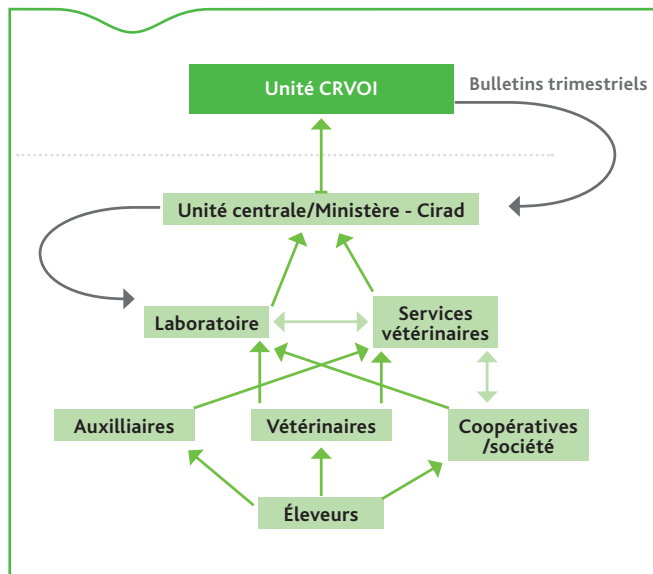 Unité CRVOI
Bulletins trimestriels
Unité centrale/Ministère - Cirad
Laboratoire
Services
vétérinaires
Auxilliaires
Vétérinaires
Coopératives
/société
Éleveurs